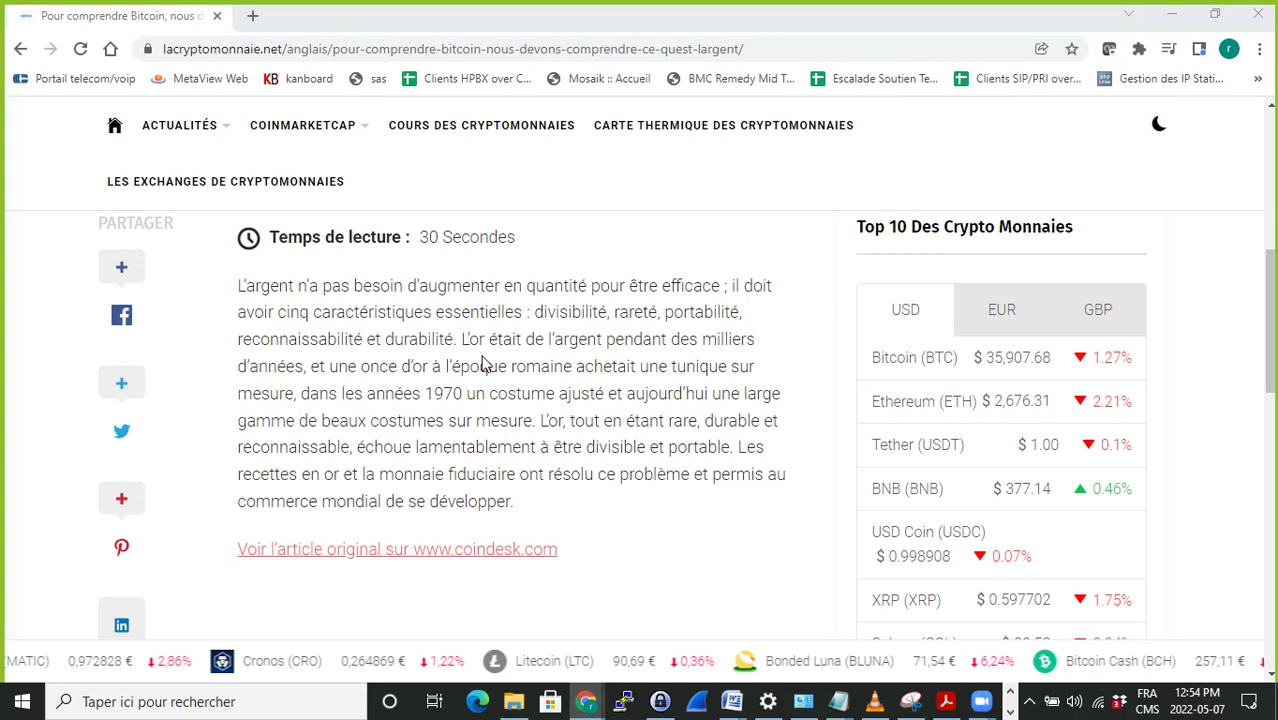 Pour comprendre Bitcoin, nous d
lacryptomonnaie.net/anglais/pour-comprendre-bitcoin-nous-devons-comprendre-ce-quest-largent/
r
Portail telecom/voip
MetaView Web
KB kanboard
sas
Clients HPBX over C...
Mosaik :: Accueil
BMC Remedy Mid T...
Escalade Soutien Te...
Clients SIP/PRI over...
Gestion des IP Stati...
»
ACTUALITÉS
COINMARKETCAP
COURS DES CRYPTOMONNAIES
CARTE THERMIQUE DES CRYPTOMONNAIES
LES EXCHANGES DE CRYPTOMONNAIES
PARTAGER
Temps de lecture : 30 Secondes
L'argent n'a pas besoin d'augmenter en quantité pour être efficace ; il doit
avoir cinq caractéristiques essentielles : divisibilité, rareté, portabilité,
reconnaissabilité et durabilité. L'or était de l'argent pendant des milliers
d'années, et une once d'or à l'époque romaine achetait une tunique sur
mesure, dans les années 1970 un costume ajusté et aujourd'hui une large
gamme de beaux costumes sur mesure. L'or, tout en étant rare, durable et
reconnaissable, échoue lamentablement à être divisible et portable. Les
recettes en or et la monnaie fiduciaire ont résolu ce problème et permis au
commerce mondial de se développer.
Voir l'article original sur www.coindesk.com
Top 10 Des Crypto Monnaies
USD EUR GBP
Bitcoin (BTC) $ 35,907.68 1.27%
Ethereum (ETH) $ 2,676.31 2.21%
Tether (USDT) $ 1.00 0.1%
BNB (BNB) $ 377.14 0.46%
USD Coin (USDC)
$ 0.998908 0.07%
XRP (XRP) $ 0.597702 1.75%
(MATIC) 0,972828 € 2,86% Cronos (CRO) 0,264869 € 1,22% Litecoin (LTC) 90,69 € 0,36% Bonded Luna (BLUNA) 71,54 € 6,24% Bitcoin Cash (BCH) 257,11 €
Taper ici pour rechercher
FRA
CMS
12:54 PM
2022-05-07